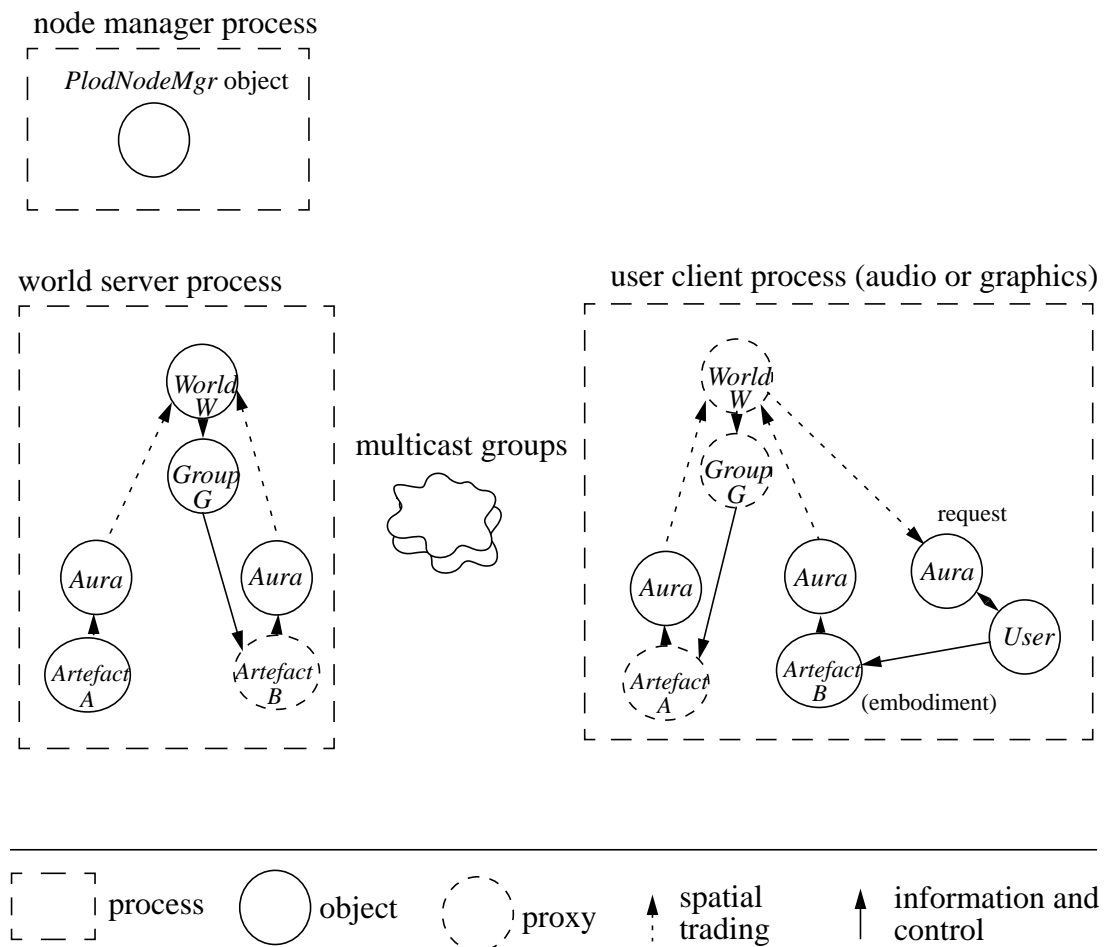 node manager process
PlodNodeMgr object
world server process
World
W
Group
G
Aura
Aura
Artefact
A
Artefact
B
multicast groups
user client process (audio or graphics)
World
W
Group
G
request
Aura
Aura
Aura
User
Artefact
A
Artefact
B
(embodiment)
process
object
proxy
spatial
trading
information and
control